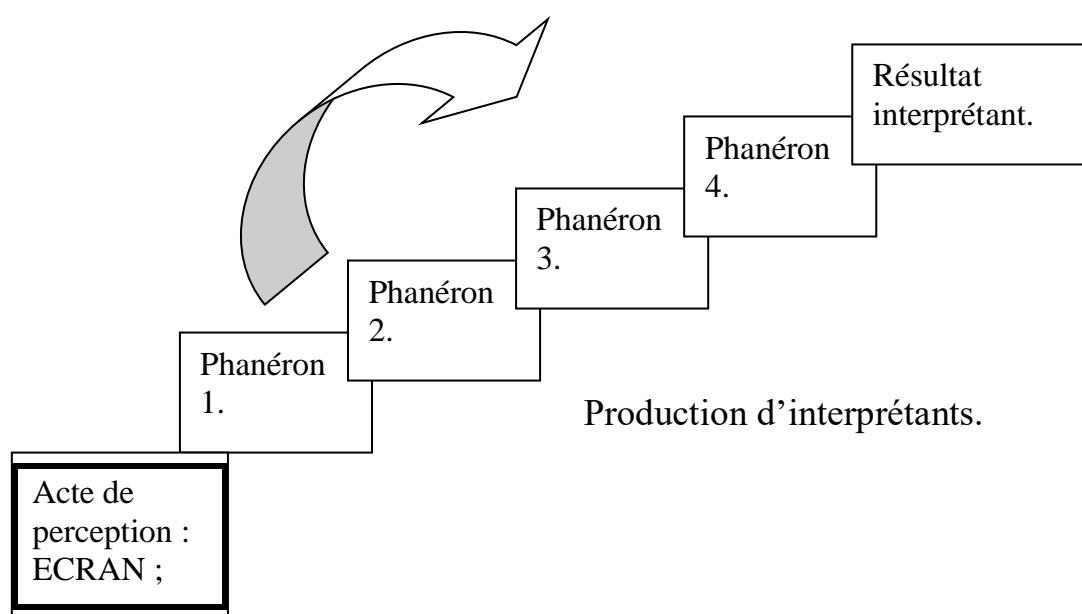 Résultat
interprétant.
Phanéron
4.
Phanéron
3.
Phanéron
2.
Phanéron
1.
Production d’interprétants.
Acte de
perception :
ECRAN ;